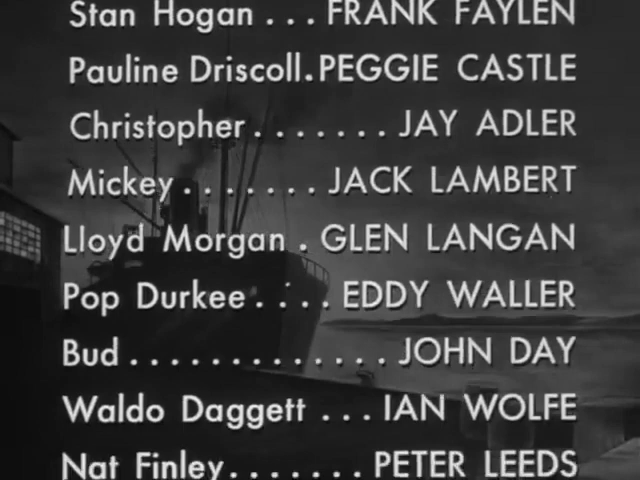 Stan Hogan . . . FRANK FAYLEN
Pauline Driscoll.PEGGIE CASTLE
Christopher . . . . . . . JAY ADLER
Mickey . . . . . . . JACK LAMBERT
Lloyd Morgan . GLEN LANGAN
Pop Durkee . . . . EDDY WALLER
Bud . . . . . . . . . . . . . . JOHN DAY
Waldo Daggett . . . IAN WOLFE
Nat Finley . . . . . . . PETER LEEDS